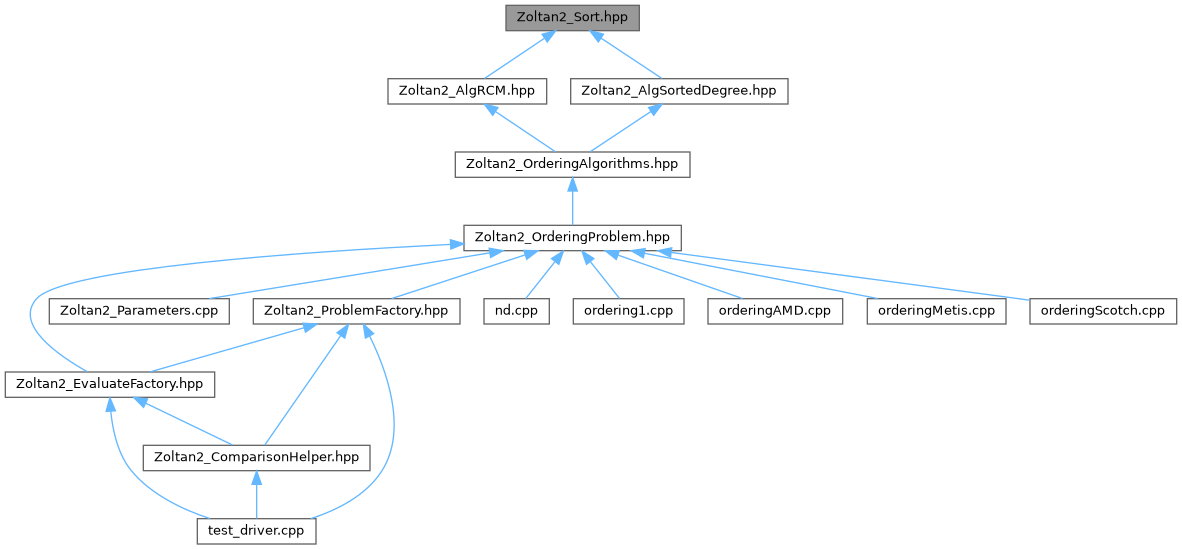 Zoltan2_Sort.hpp
Zoltan2_AlgRCM.hpp
Zoltan2_AlgSortedDegree.hpp
Zoltan2_OrderingAlgorithms.hpp
Zoltan2_OrderingProblem.hpp
Zoltan2_Parameters.cpp
Zoltan2_ProblemFactory.hpp
nd.cpp
ordering1.cpp
orderingAMD.cpp
orderingMetis.cpp
orderingScotch.cpp
Zoltan2_EvaluateFactory.hpp
Zoltan2_ComparisonHelper.hpp
test_driver.cpp